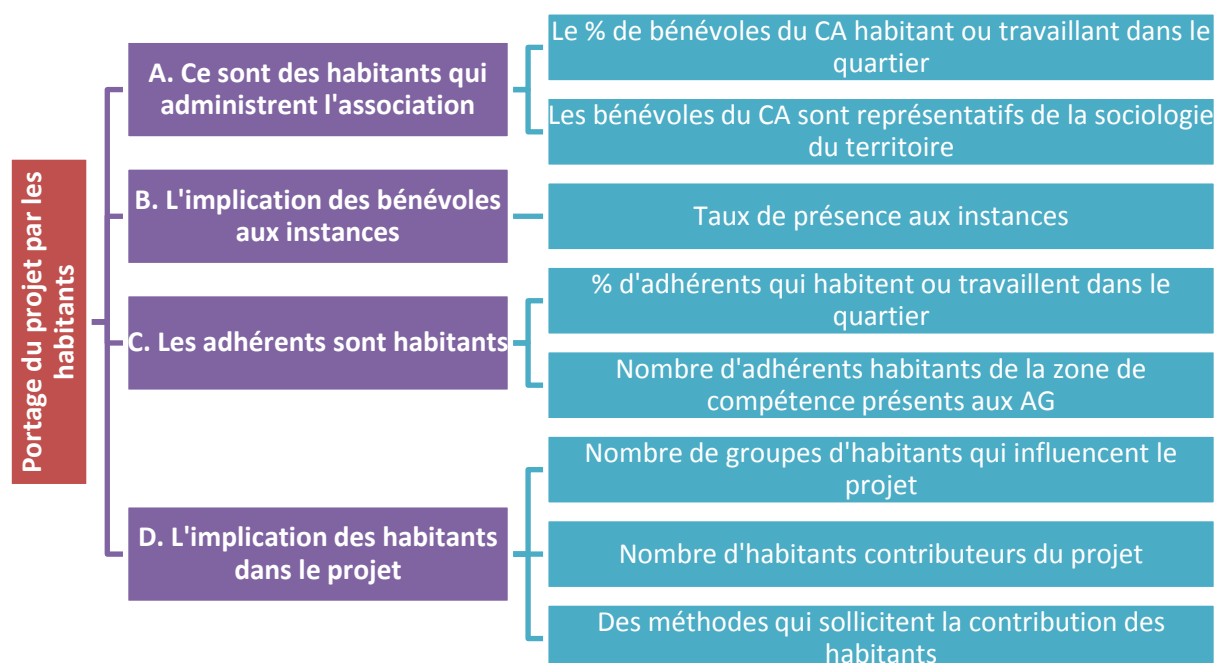 Portage du projet par les
habitants
A. Ce sont des habitants qui
administrent l'association
Le % de bénévoles du CA habitant ou travaillant dans le
quartier
Les bénévoles du CA sont représentatifs de la sociologie
du territoire
B. L'implication des bénévoles
aux instances
Taux de présence aux instances
C. Les adhérents sont habitants
% d'adhérents qui habitent ou travaillent dans le
quartier
Nombre d'adhérents habitants de la zone de
compétence présents aux AG
D. L'implication des habitants
dans le projet
Nombre de groupes d'habitants qui influencent le
projet
Nombre d'habitants contributeurs du projet
Des méthodes qui sollicitent la contribution des
habitants